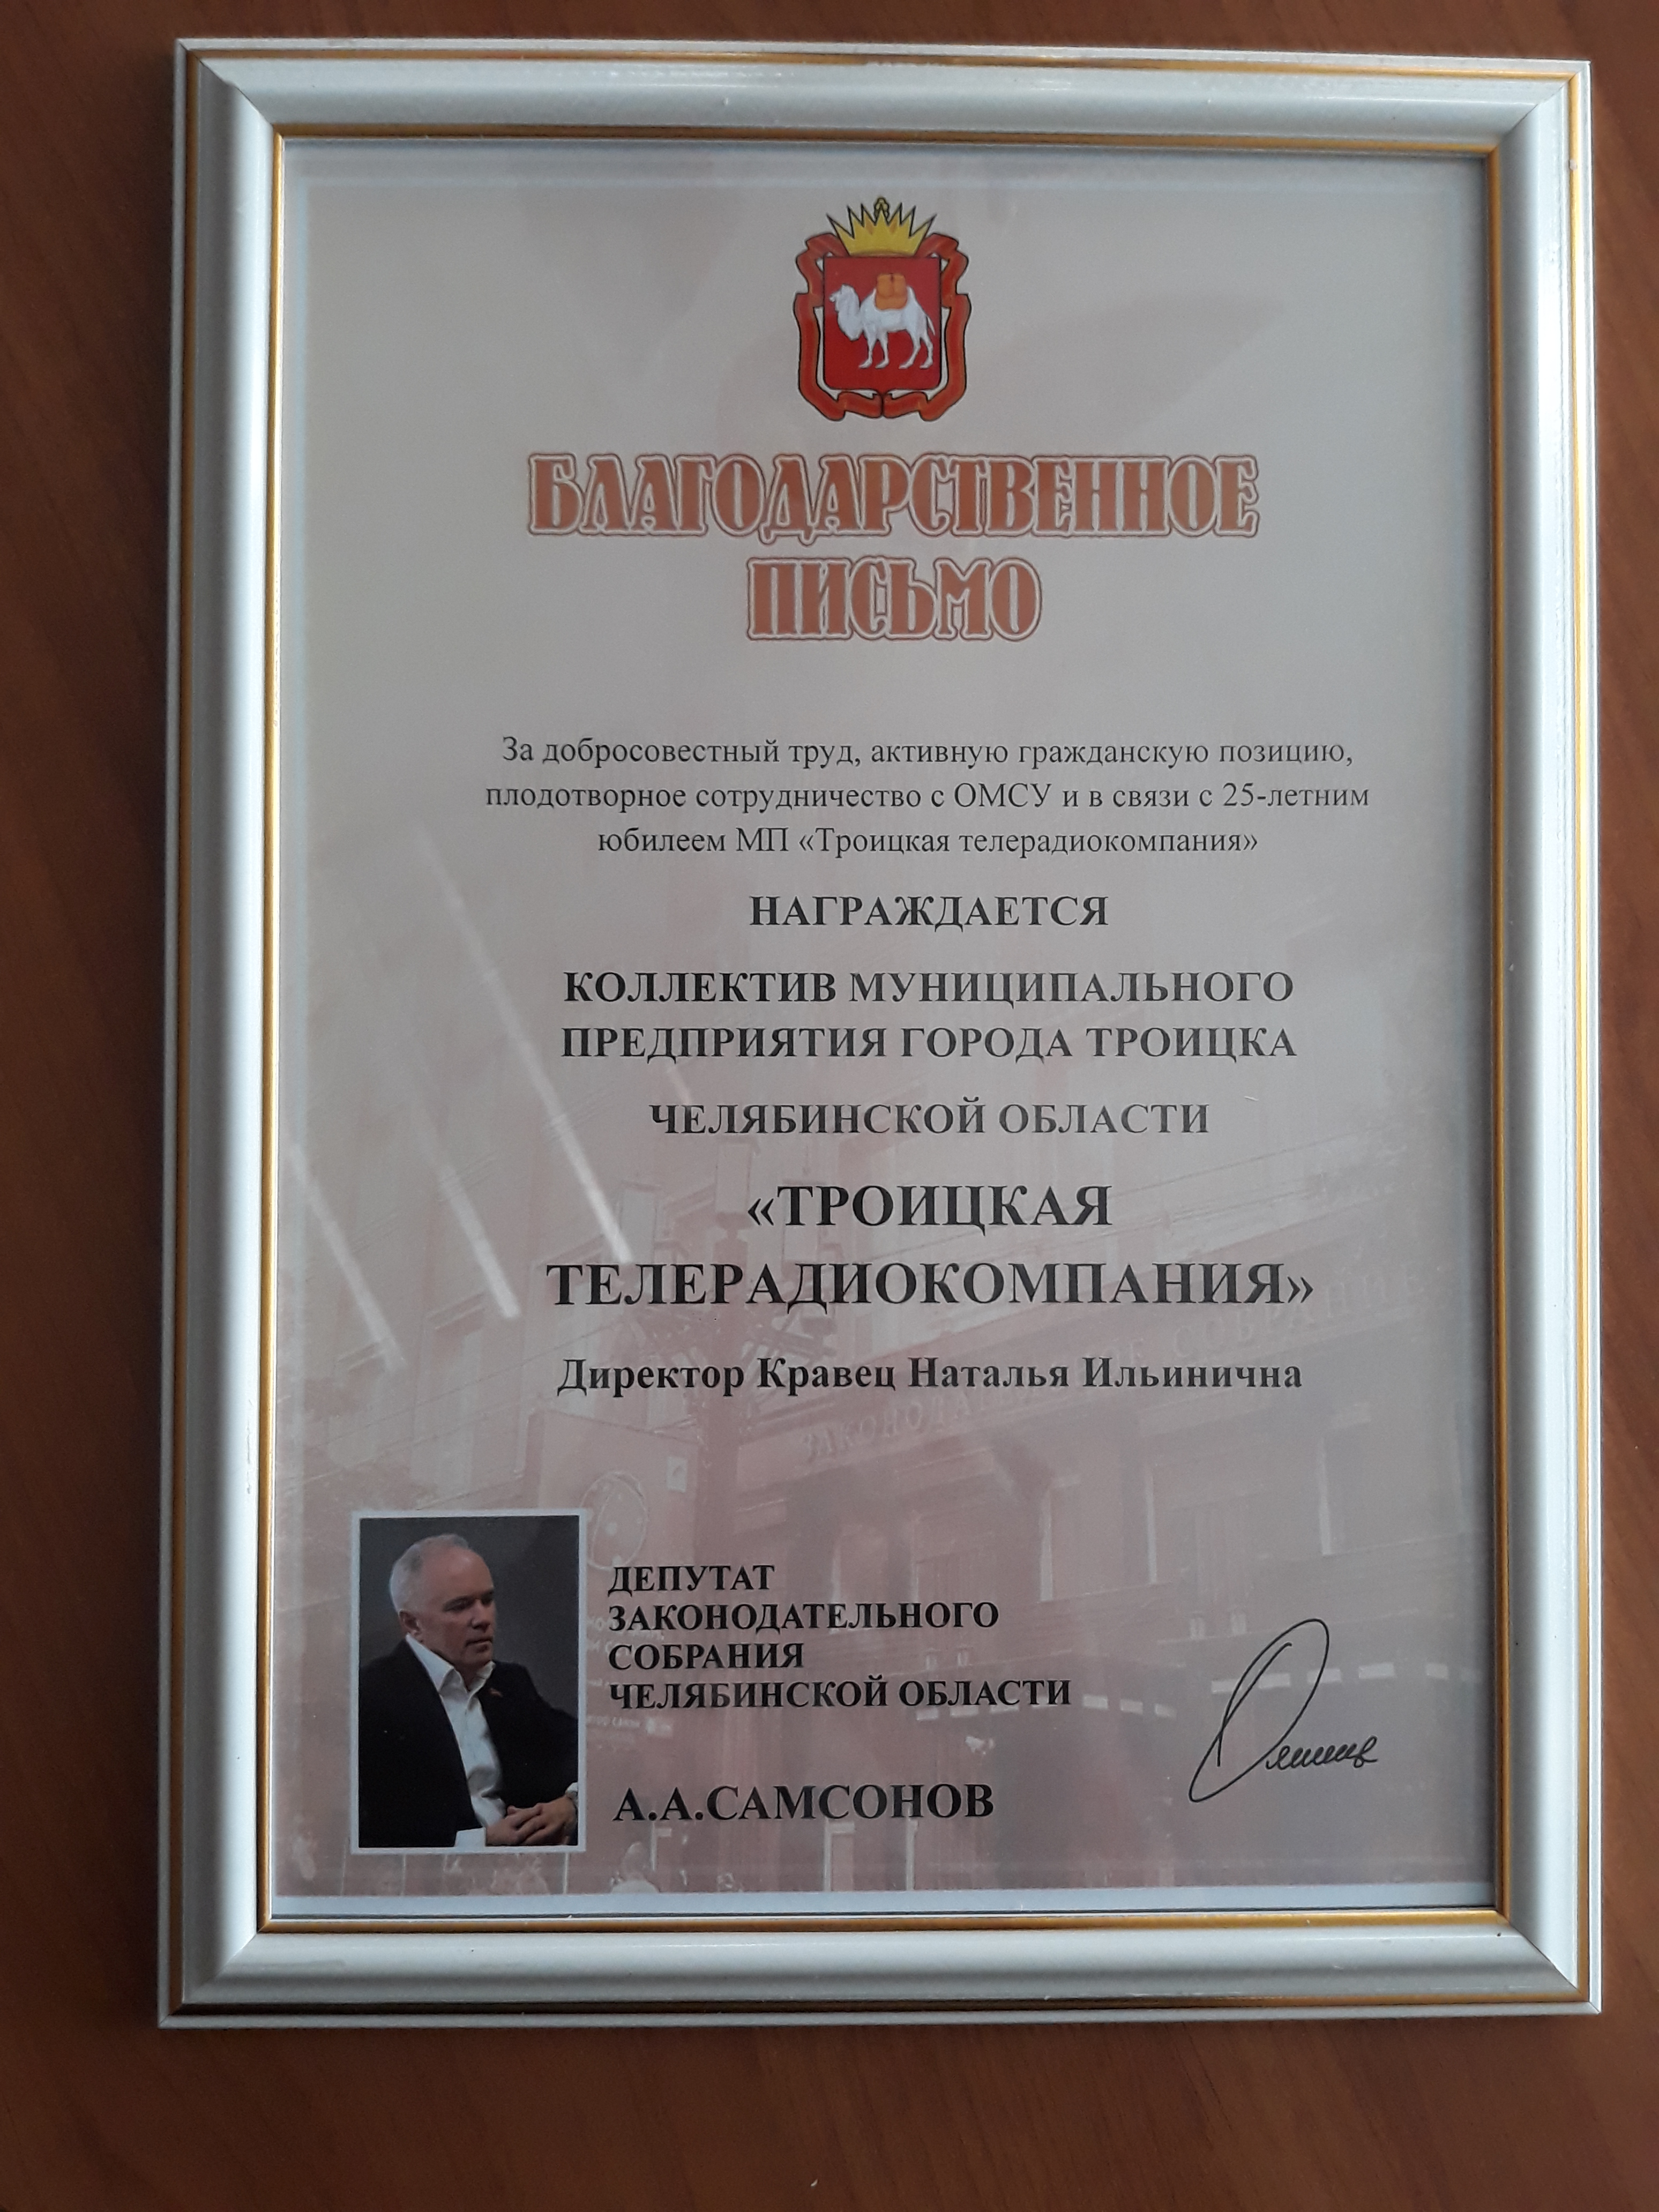 БЛАГОДАРСТВЕННОЕ
ПИСЬМО
За добросовестный труд, активную гражданскую позицию,
плодотворное сотрудничество с ОМСУ и в связи с 25-летним
юбилеем МП «Троицкая телерадиокомпания»
НАГРАЖДАЕТСЯ
КОЛЛЕКТИВ МУНИЦИПАЛЬНОГО
ПРЕДПРИЯТИЯ ГОРОДА ТРОИЦКА
ЧЕЛЯБИНСКОЙ ОБЛАСТИ
«ТРОИЦКАЯ
ТЕЛЕРАДИОКОМПАНИЯ»
Директор Кравец Наталья Ильинична
ЗАКОНОДАТЕЛЬНОЕ СОБРАНИЕ
ДЕПУТАТ
ЗАКОНОДАТЕЛЬНОГО
СОБРАНИЯ
ЧЕЛЯБИНСКОЙ ОБЛАСТИ
А.А.САМСОНОВ